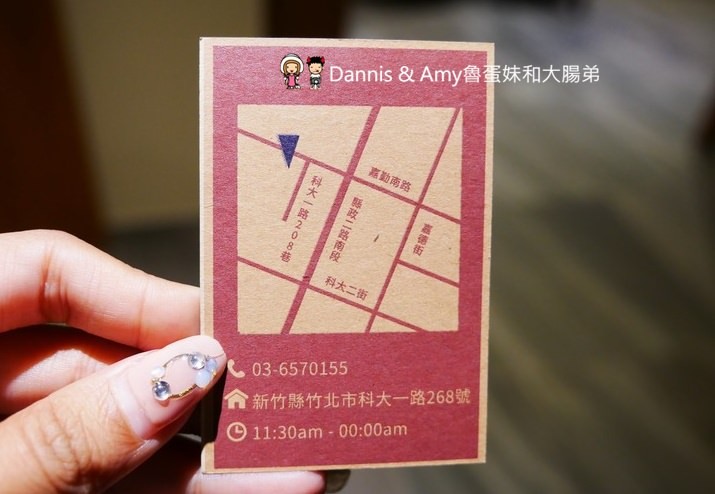 Dannis & Amy魯蛋妹和大腸弟
嘉勤南路
科大一路208巷
縣政二路南段
嘉德街
科大二街
03-6570155
新竹縣竹北市科大一路268號
11:30am - 00:00am